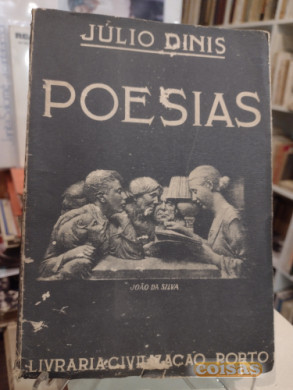 JÚLIO DINIS
POESIAS
JOÃO DA SILVA
LIVRARIA CIVILIZAÇÃO PORTO
coisas